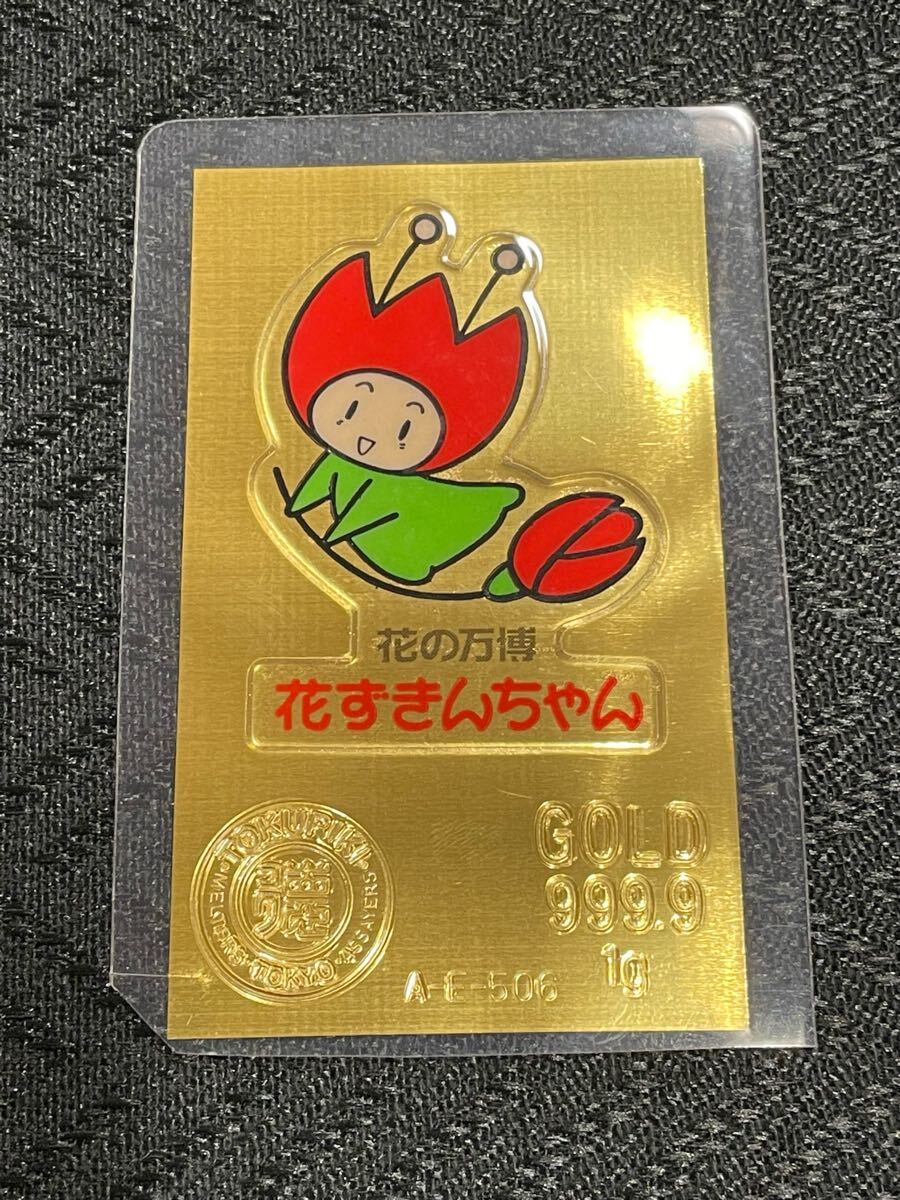 花の万博
花ずきんちゃん
GOLD
999.9
1g
TOKURIKI
MELTERS・TOKYO・ASSAYERS
A-E-506